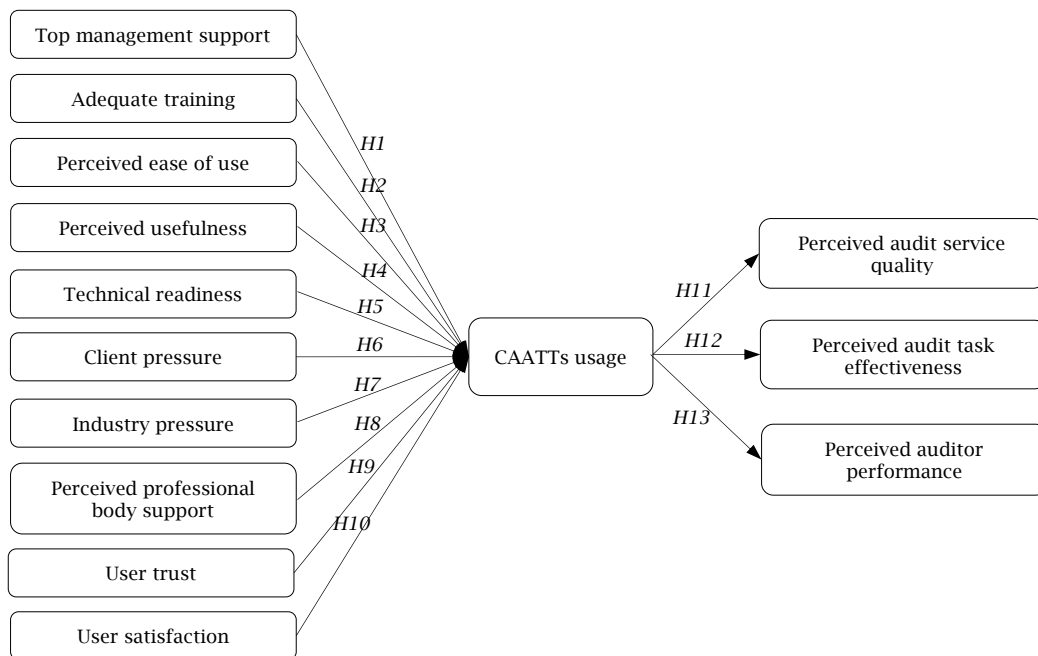 Top management support
Adequate training
Perceived ease of use
Perceived usefulness
Technical readiness
Client pressure
Industry pressure
Perceived professional
body support
User trust
User satisfaction
H1
H2
H3
H4
H5
H6
H7
H8
H9
H10
CAATTs usage
H11
H12
H13
Perceived audit service
quality
Perceived audit task
effectiveness
Perceived auditor
performance